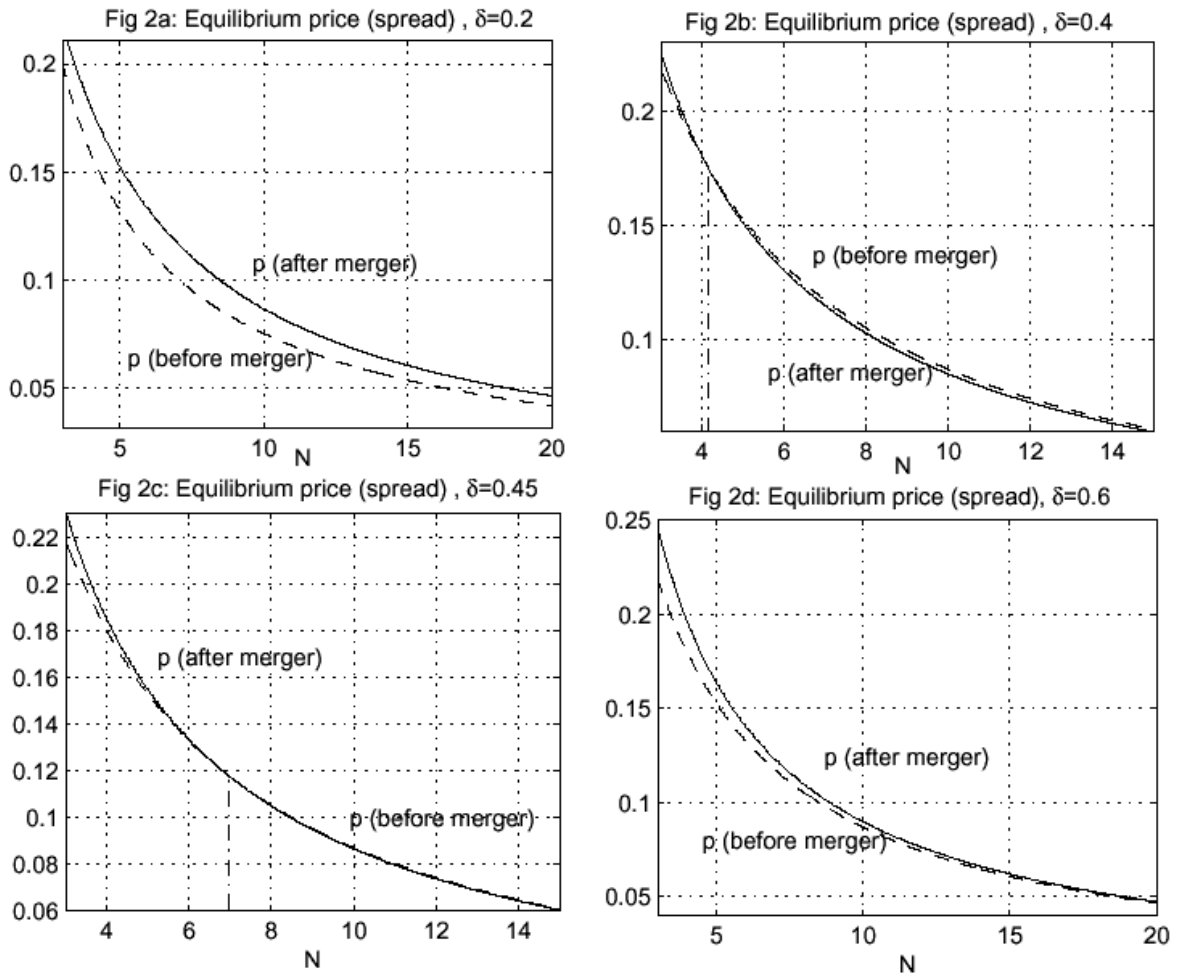 Fig 2a: Equilibrium price (spread) , δ=0.2
0.2
0.15
0.1
0.05
p (after merger)
p (before merger)
5 10 15 20
N
Fig 2b: Equilibrium price (spread) , δ=0.4
0.2
0.15
0.1
p (before merger)
p (after merger)
4 6 8 10 12 14
N
Fig 2c: Equilibrium price (spread) , δ=0.45
0.22
0.2
0.18
0.16
0.14
0.12
0.1
0.08
0.06
p (after merger)
p (before merger)
4 6 8 10 12 14
N
Fig 2d: Equilibrium price (spread), δ=0.6
0.25
0.2
0.15
0.1
0.05
p (after merger)
p (before merger)
5 10 15 20
N